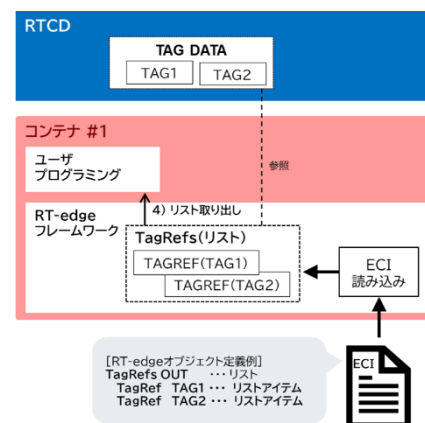 RTCD
TAG DATA
TAG1
TAG2
コンテナ #1
ユーザ
プログラミング
参照
4) リスト取り出し
RT-edge
フレームワーク
TagRefs(リスト)
TAGREF(TAG1)
TAGREF(TAG2)
ECI
読み込み
[RT-edgeオブジェクト定義例]
TagRefs OUT ･･･リスト
TagRef TAG1･･･ リストアイテム
TagRef TAG2･･･ リストアイテム
ECI